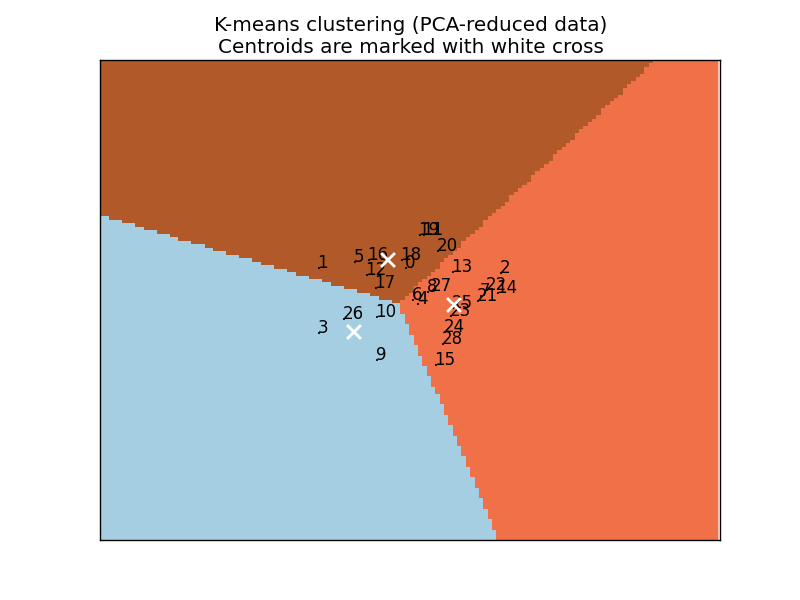 K-means clustering (PCA-reduced data)
Centroids are marked with white cross
19 11
20
5 16 18
1 12 0 13 2
17 8 27 7 22 14
6 4 21
26 10 25
23
3 24
28
9 15